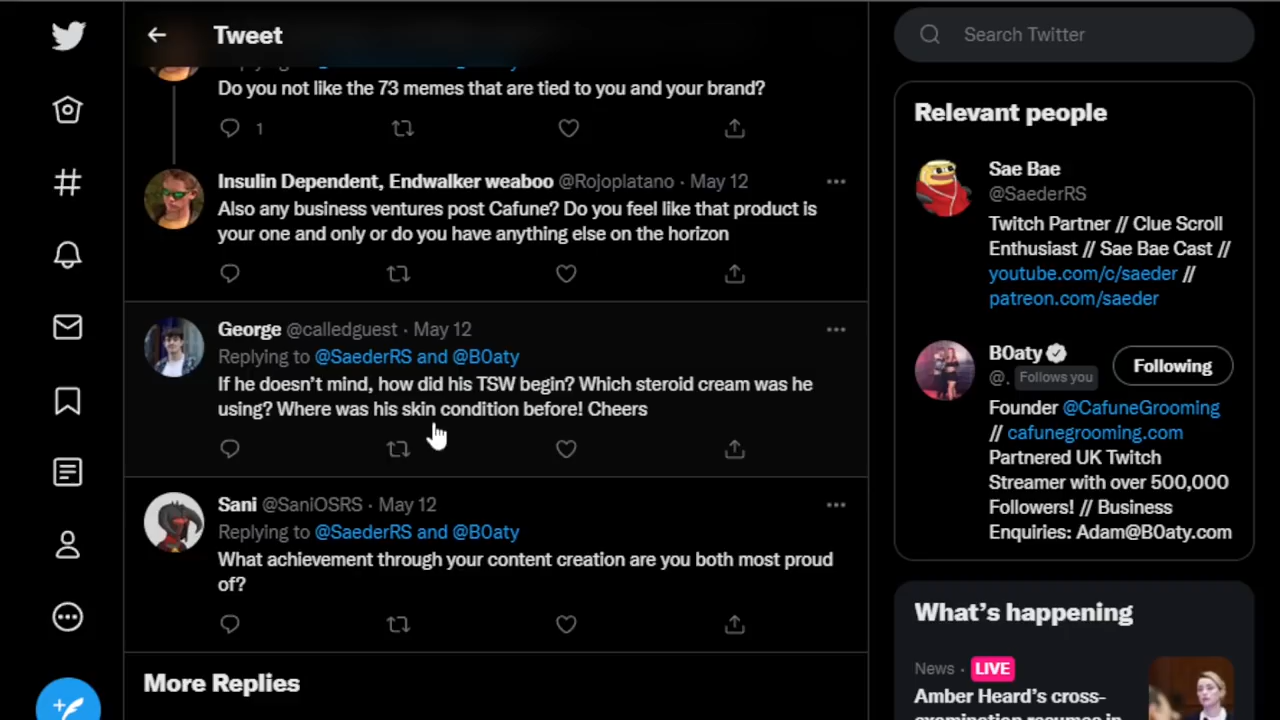 Tweet
Search Twitter
Do you not like the 73 memes that are tied to you and your brand?
1
Insulin Dependent, Endwalker weaboo @Rojoplatano · May 12
Also any business ventures post Cafune? Do you feel like that product is
your one and only or do you have anything else on the horizon
George @calledguest · May 12
Replying to @SaederRS and @B0aty
If he doesn't mind, how did his TSW begin? Which steroid cream was he
using? Where was his skin condition before! Cheers
Sani @SaniOSRS · May 12
Replying to @SaederRS and @B0aty
What achievement through your content creation are you both most proud
of?
More Replies
Relevant people
Sae Bae
@SaederRS
Twitch Partner // Clue Scroll
Enthusiast // Sae Bae Cast //
youtube.com/c/saeder //
patreon.com/saeder
B0aty
@. Follows you
Following
Founder @CafuneGrooming
// cafunegrooming.com
Partnered UK Twitch
Streamer with over 500,000
Followers! // Business
Enquiries: Adam@B0aty.com
What's happening
News · LIVE
Amber Heard's cross-